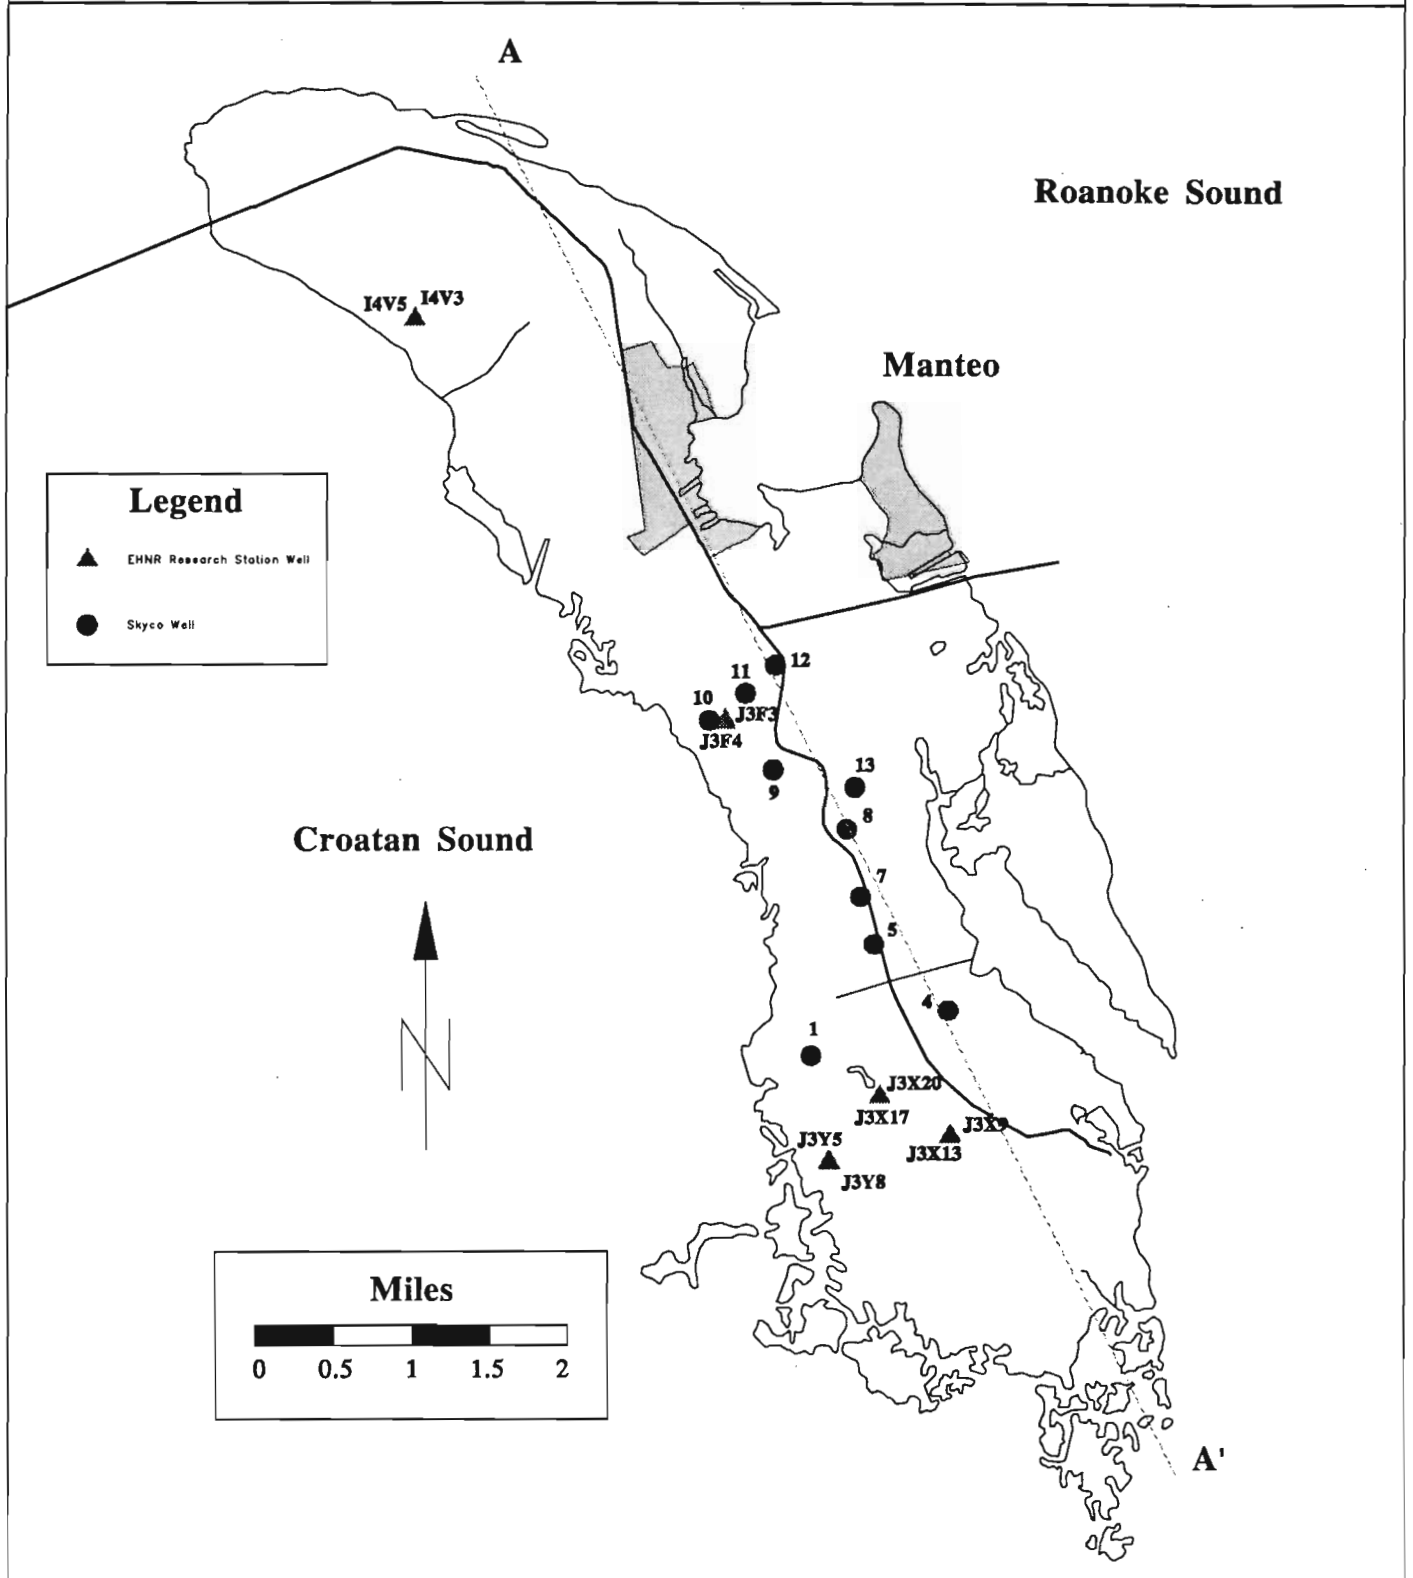 A
Roanoke Sound
I4V5 I4V3
Manteo
Legend
EHNR Research Station Well
Skyco Well
12
11
10
J3F3
J3F4
9
13
8
Croatan Sound
7
5
4
1
N
J3X20
J3X17
J3X9
J3X13
J3Y5
J3Y8
Miles
0 0.5 1 1.5 2
A'